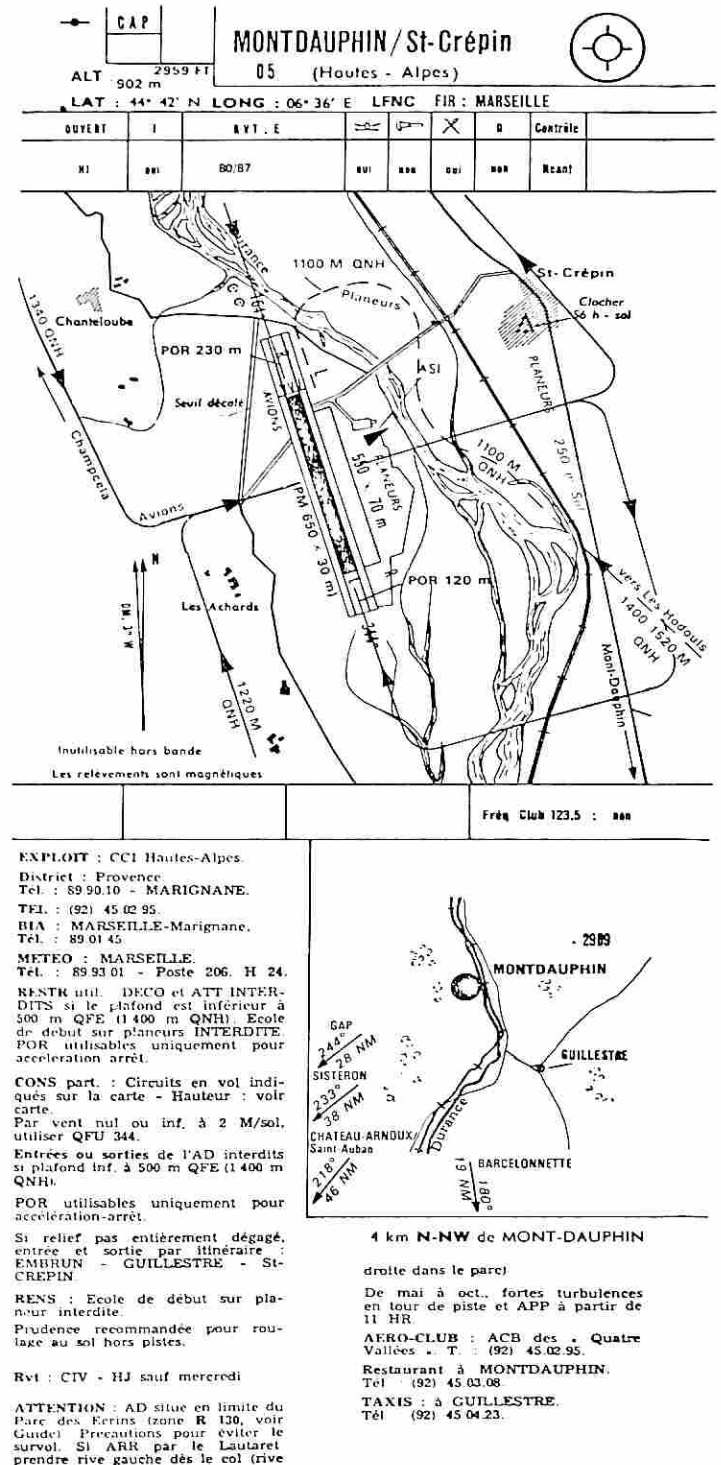 CAP
MONTDAUPHIN/St-Crépin
ALT 2959 FT
902 m
05 (Hautes - Alpes)
LAT : 44° 42' N LONG : 06° 36' E LFNC FIR : MARSEILLE
OUVERT I AVT. E D Contrôle
HJ oui 80/87 oui non oui non Neant
Durance
164°
1100 M QNH
Planeurs
St-Crépin
Clocher
56 h - sol
1340 QNH
Chanteloube
POR 230 m
L
ASI
PLANEURS
250 m Sol
Seuil décalé
AVIONS
Champcela
Avions
550 x 70 m
PLANEURS
1100 M
QNH
PM 650 x 30 m)
N
DM. 3° W
Les Achards
POR 120 m
R
344°
vers Les Hodouls
1400 1520 M
QNH
Mont-Dauphin
1220 M
QNH
Inutilisable hors bande
Les relèvements sont magnétiques
Fréq Club 123,5 : non
EXPLOIT : CCI Hautes-Alpes.
District : Provence.
Tél. : 89.90.10 - MARIGNANE.
TEL. : (92) 45 02 95.
BIA : MARSEILLE-Marignane.
Tél. : 89 01 45
METEO : MARSEILLE.
Tél. : 89 93 01 - Poste 206. H 24.
RESTR util. DECO et ATT INTER-
DITS si le plafond est inférieur à
500 m QFE (1 400 m QNH). Ecole
de debut sur planeurs INTERDITE.
POR utilisables uniquement pour
acceleration arrêt.
CONS part. : Circuits en vol indi-
qués sur la carte - Hauteur : voir
carte.
Par vent nul ou inf. à 2 M/sol,
utiliser QFU 344.
Entrées ou sorties de l'AD interdits
si plafond inf. à 500 m QFE (1 400 m
QNH).
POR utilisables uniquement pour
accélération-arrêt.
Si relief pas entièrement dégagé,
entrée et sortie par itinéraire :
EMBRUN - GUILLESTRE - St-
CREPIN.
RENS : Ecole de début sur pla-
neur interdite.
Prudence recommandée pour rou-
lage au sol hors pistes.
Rvt : CIV - HJ sauf mercredi
ATTENTION : AD situe en limite du
Parc des Ecrins (zone R 130, voir
Guide) Precautions pour éviter le
survol. SI ARR par le Lautaret
prendre rive gauche dès le col (rive
2909
MONTDAUPHIN
GAP
244°
28 NM
SISTERON
233°
38 NM
CHATEAU-ARNOUX
Saint-Auban
218°
46 NM
GUILLESTRE
Durance
BARCELONNETTE
180°
19 NM
4 km N-NW de MONT-DAUPHIN
droite dans le parc)
De mai à oct., fortes turbulences
en tour de piste et APP à partir de
11 HR
AERO-CLUB : ACB des « Quatre
Vallées ». T. : (92) 45.02.95.
Restaurant à MONTDAUPHIN.
Tél (92) 45.03.08.
TAXIS : à GUILLESTRE.
Tél (92) 45 04.23.